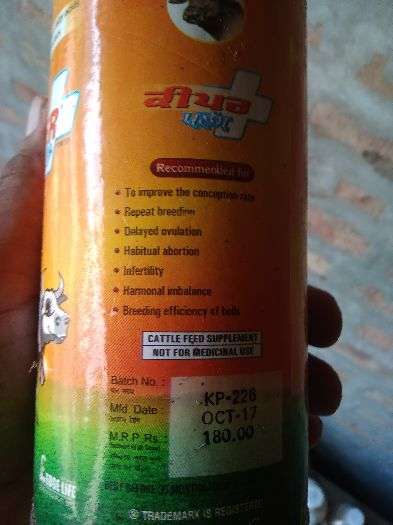 ਕੀਪਰ
Recommended for
• To improve the conception rate
• Repeat breeding
• Delayed ovulation
• Habitual abortion
• Infertility
• Harmonal imbalance
• Breeding efficiency of bulls
CATTLE FEED SUPPLEMENT
NOT FOR MEDICINAL USE
Batch No. : KP-226
Mfd. Date : OCT-17
M.R.P Rs. : 180.00
® TRADEMARK IS REGISTERED